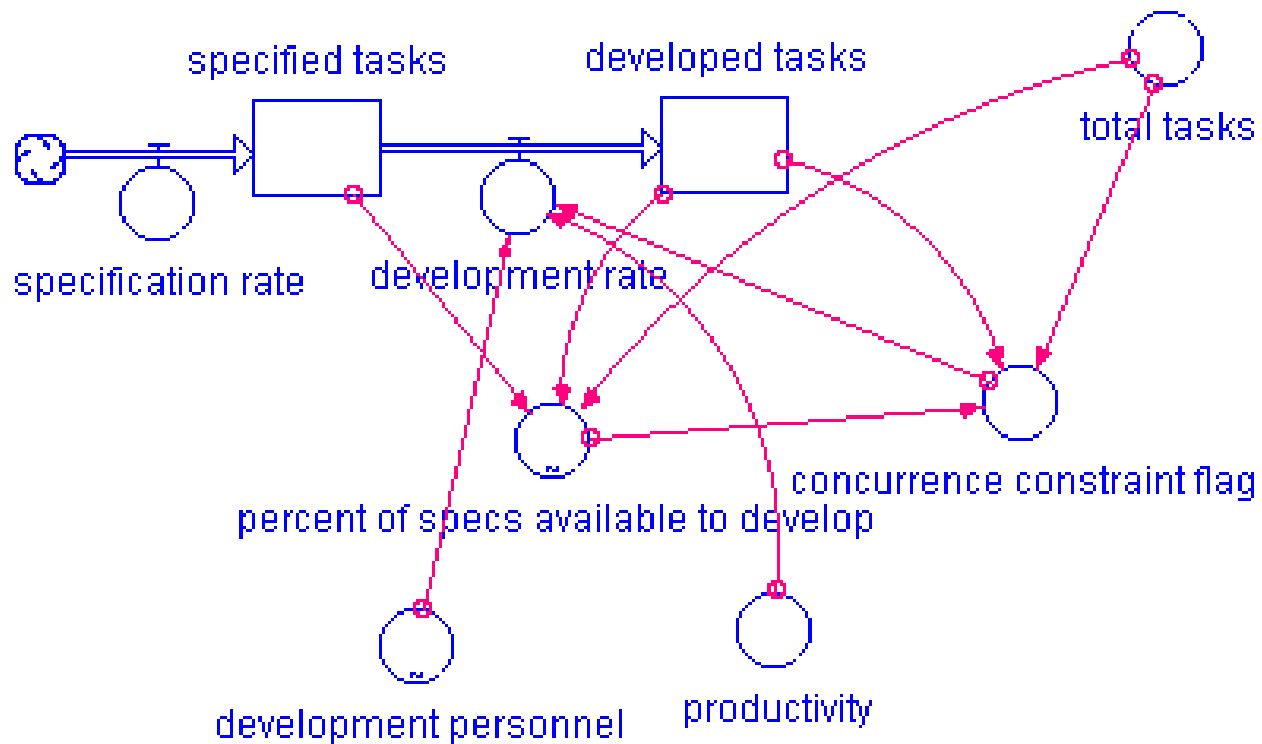 specified tasks
developed tasks
total tasks
specification rate
development rate
concurrence constraint flag
percent of specs available to develop
development personnel
productivity